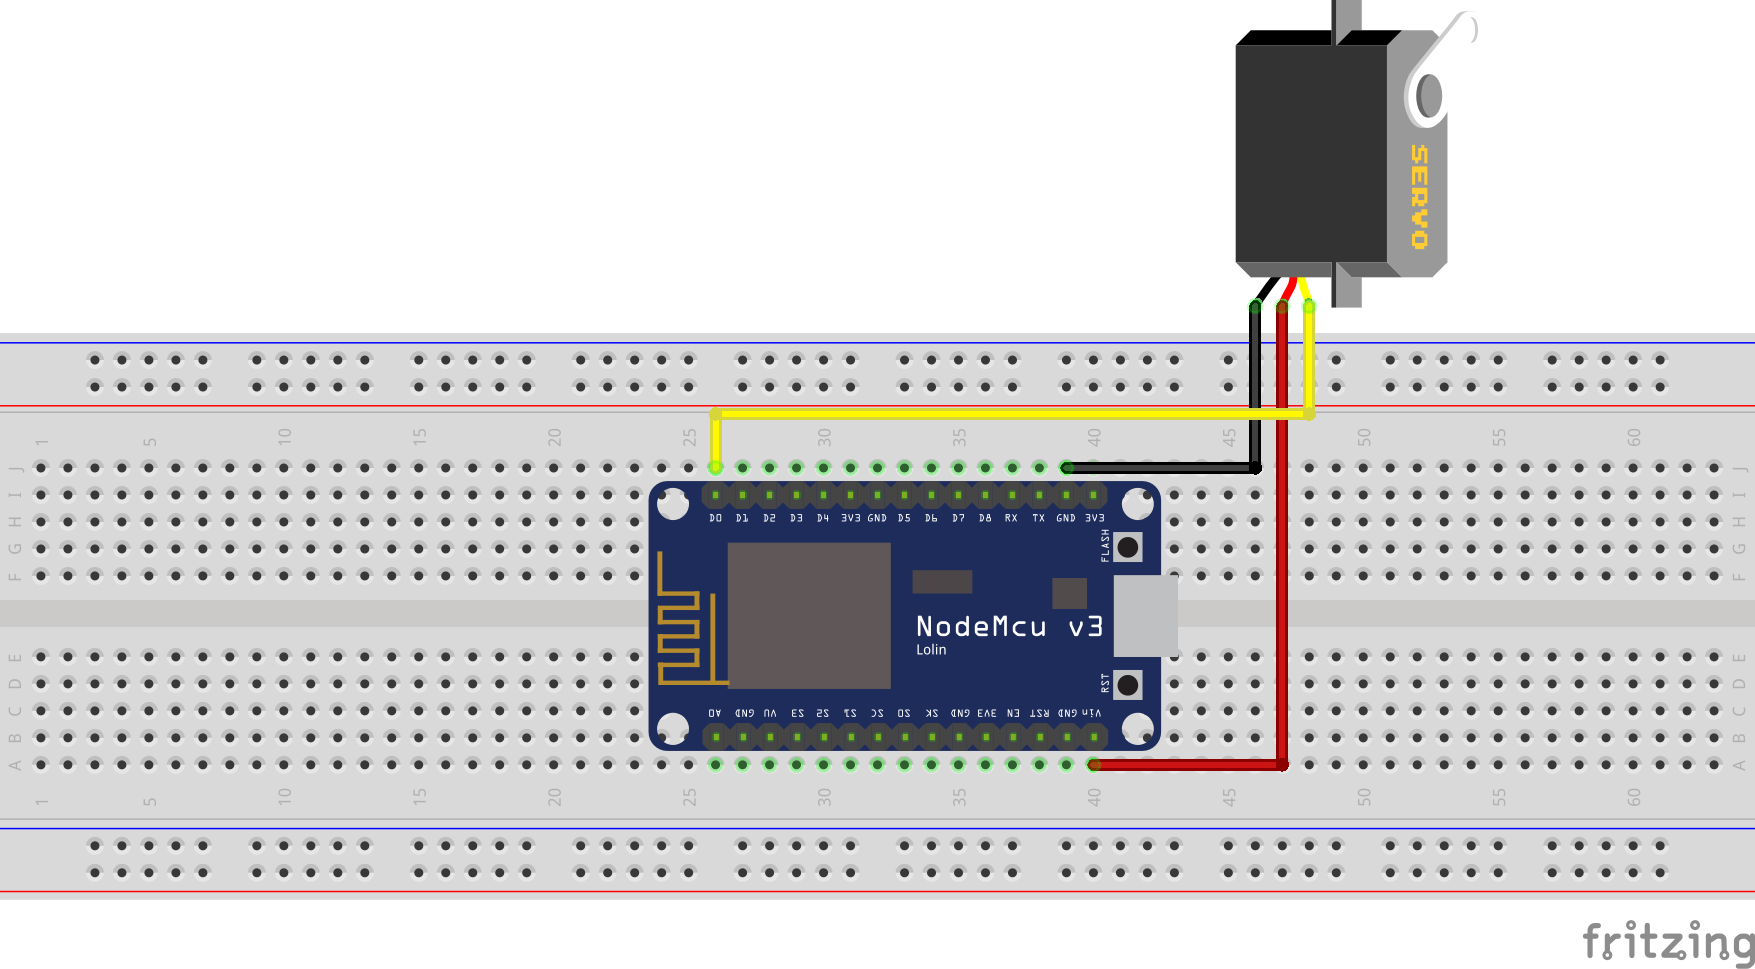 SERVO
1 5 10 15 20 25 30 35 40 45 50 55 60
J J
I I
H H
G G
F F
D0 D1 D2 D3 D4 3V3 GND D5 D6 D7 D8 RX TX GND 3V3
FLASH
NodeMcu v3
Lolin
RST
E E
D D
C C
B B
A A
A0 GND VU S3 S2 S1 SC S0 SK GND 3V3 EN RST GND Vin
1 5 10 15 20 25 30 35 40 45 50 55 60
fritzing